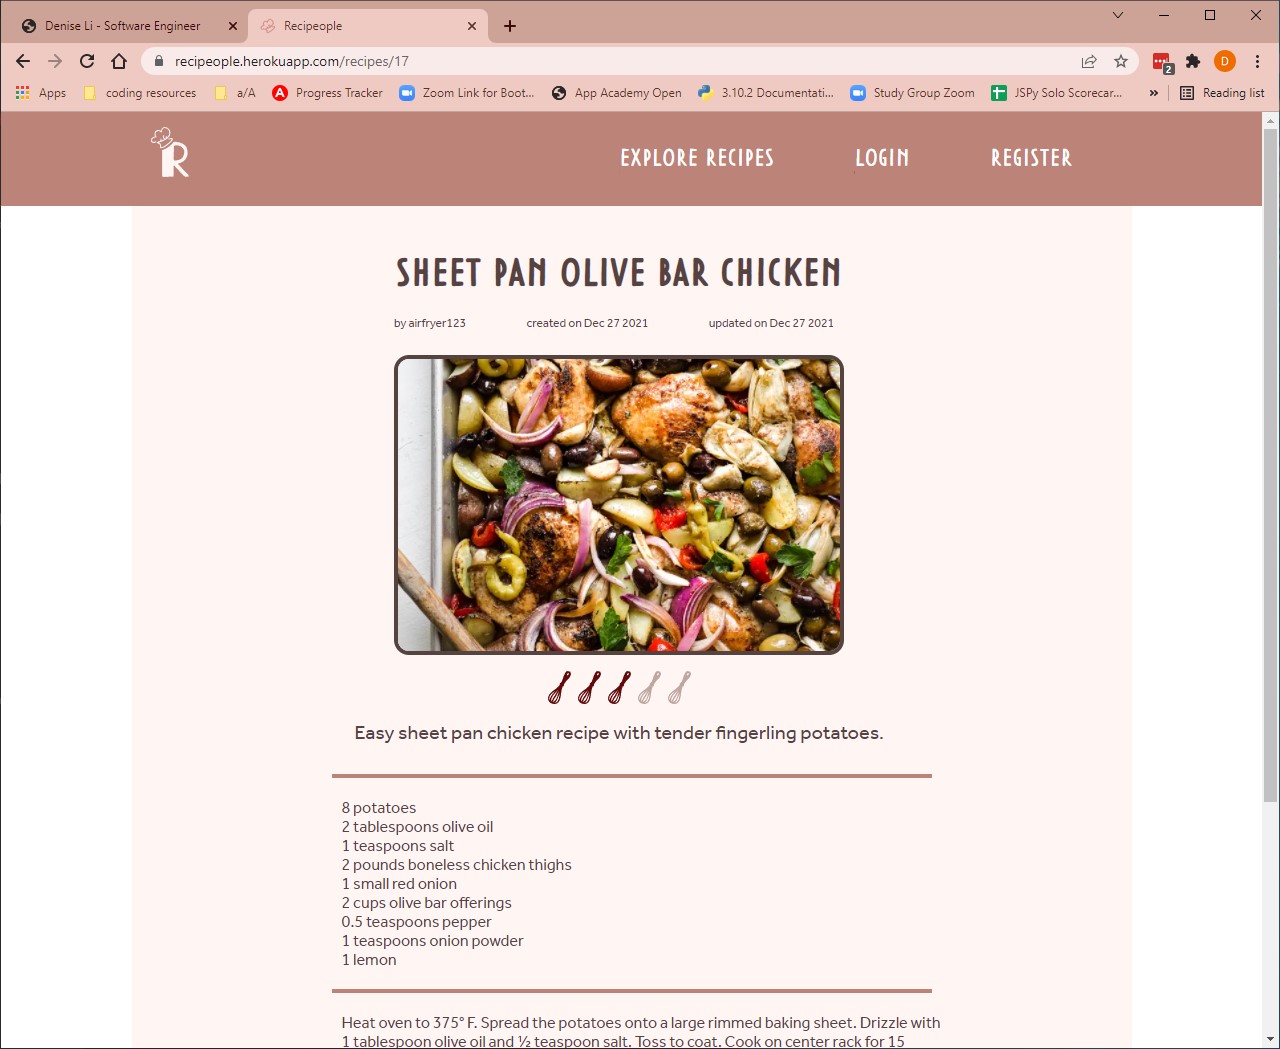 Denise Li - Software Engineer
Recipeople
recipeople.herokuapp.com/recipes/17
2
D
Apps
coding resources
a/A
Progress Tracker
Zoom Link for Boot...
App Academy Open
3.10.2 Documentati...
Study Group Zoom
JSPy Solo Scorecar...
»
Reading list
R
EXPLORE RECIPES
LOGIN
REGISTER
SHEET PAN OLIVE BAR CHICKEN
by airfryer123
created on Dec 27 2021
updated on Dec 27 2021
Easy sheet pan chicken recipe with tender fingerling potatoes.
8 potatoes
2 tablespoons olive oil
1 teaspoons salt
2 pounds boneless chicken thighs
1 small red onion
2 cups olive bar offerings
0.5 teaspoons pepper
1 teaspoons onion powder
1 lemon
Heat oven to 375° F. Spread the potatoes onto a large rimmed baking sheet. Drizzle with
1 tablespoon olive oil and ½ teaspoon salt. Toss to coat. Cook on center rack for 15